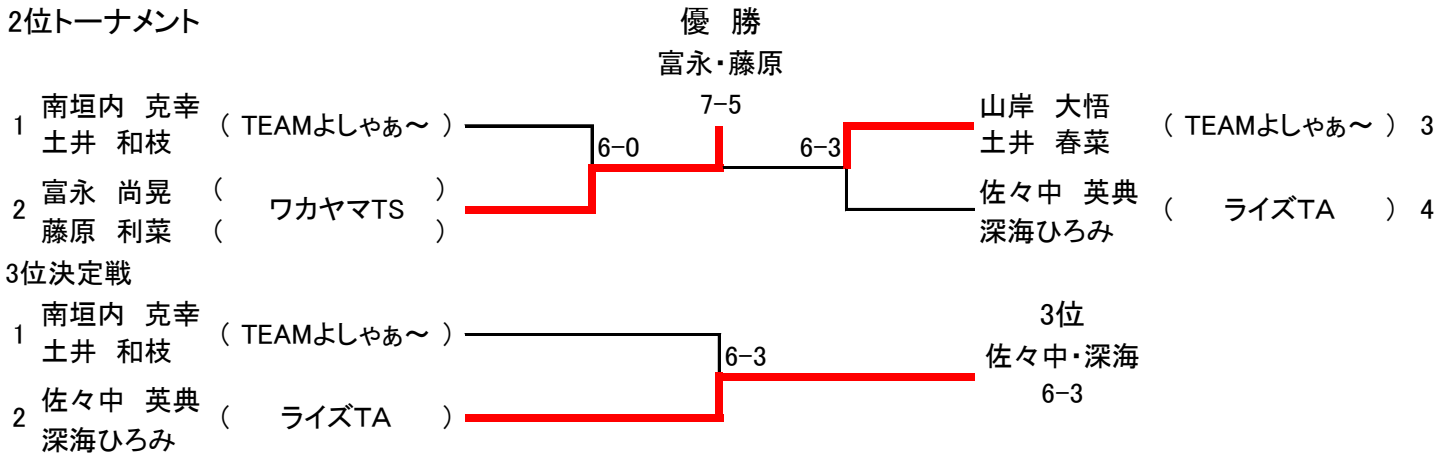 2位トーナメント
優 勝
富永・藤原
7-5
1 南垣内 克幸 ( TEAMよしゃぁ～ )
土井 和枝
6-0
2 富永 尚晃 ( ワカヤマTS )
藤原 利菜 ( )
6-3
山岸 大悟 ( TEAMよしゃぁ～ ) 3
土井 春菜
佐々中 英典 ( ライズTA ) 4
深海ひろみ
3位決定戦
1 南垣内 克幸 ( TEAMよしゃぁ～ )
土井 和枝
6-3
2 佐々中 英典 ( ライズTA )
深海ひろみ
3位
佐々中・深海
6-3